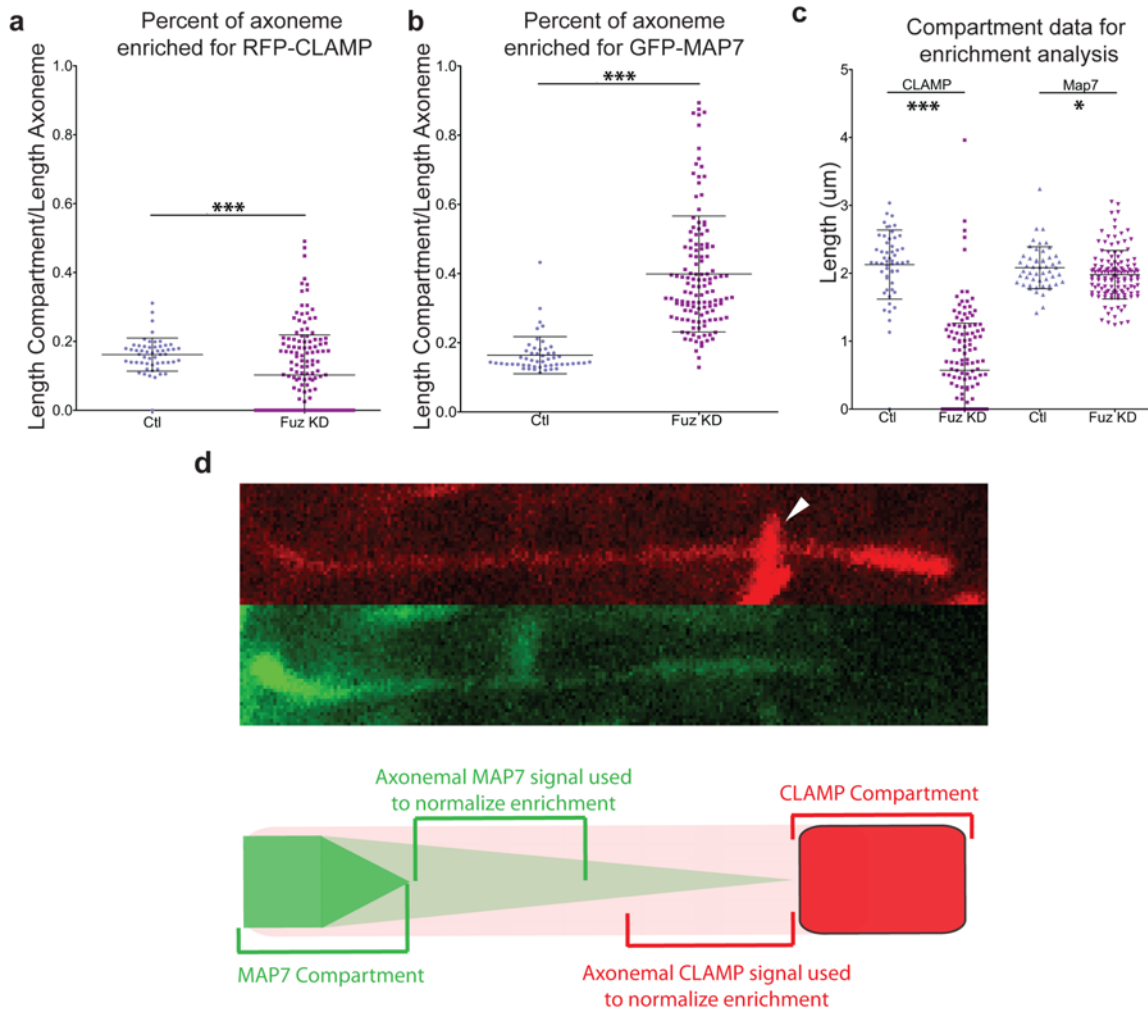 a
Percent of axoneme
enriched for RFP-CLAMP
Length Compartment/Length Axoneme
1.0
0.8
0.6
0.4
0.2
0.0
***
Ctl
Fuz KD
b
Percent of axoneme
enriched for GFP-MAP7
Length Compartment/Length Axoneme
1.0
0.8
0.6
0.4
0.2
0.0
***
Ctl
Fuz KD
c
Compartment data for
enrichment analysis
Length (um)
5
4
3
2
1
0
CLAMP
***
Map7
*
Ctl
Fuz KD
Ctl
Fuz KD
d
Axonemal MAP7 signal used
to normalize enrichment
CLAMP Compartment
MAP7 Compartment
Axonemal CLAMP signal used
to normalize enrichment